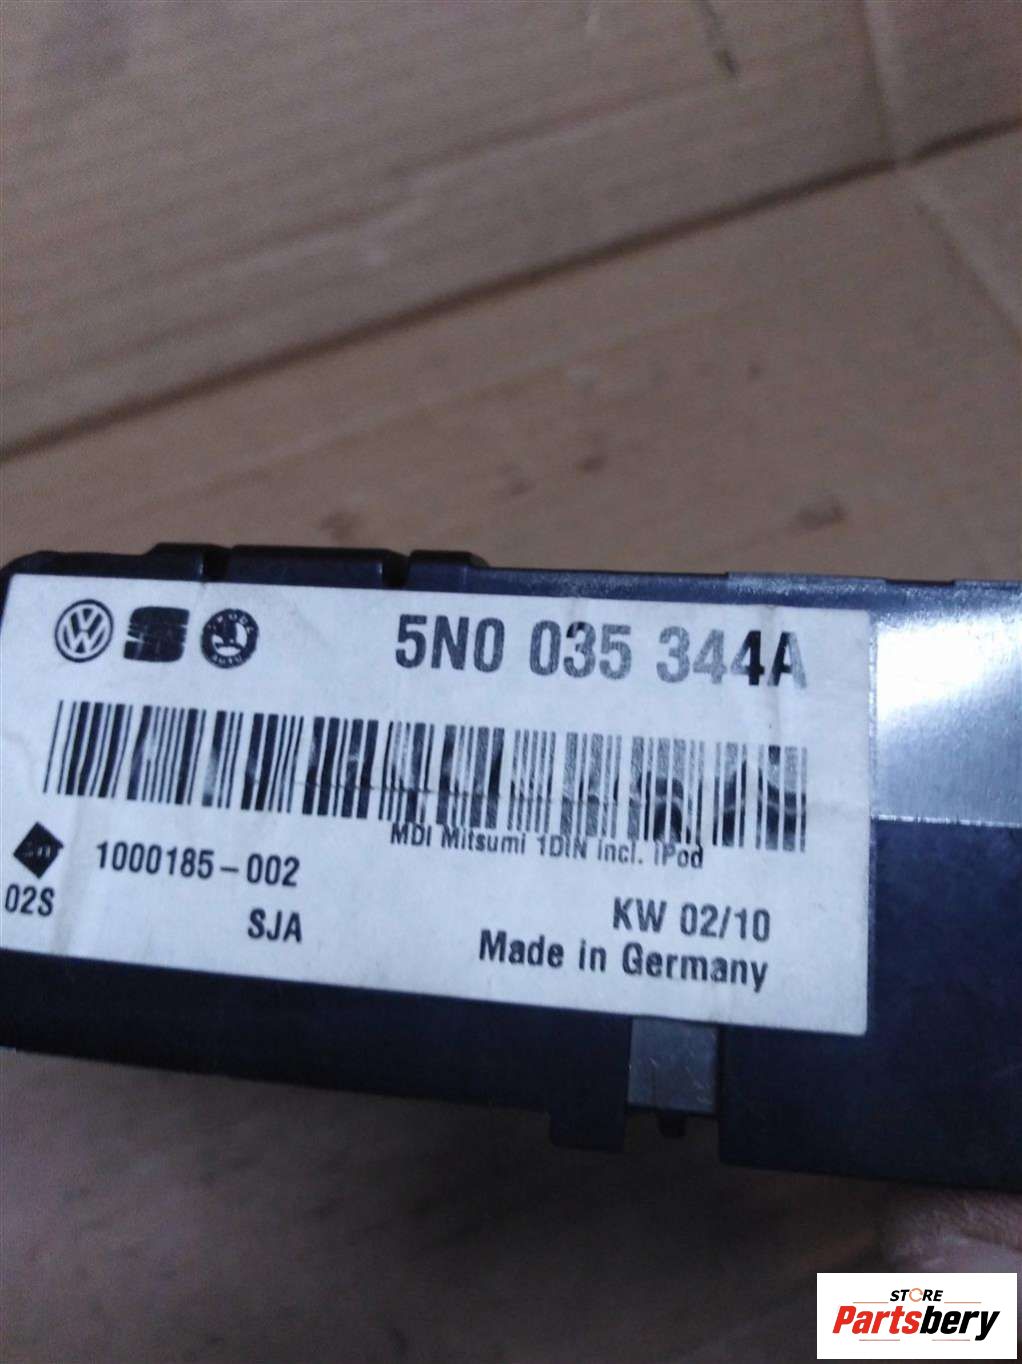 5N0 035 344A
MDI Mitsumi 1DIN incl. iPod
1000185-002
02S
SJA
KW 02/10
Made in Germany
STORE
Partsbery